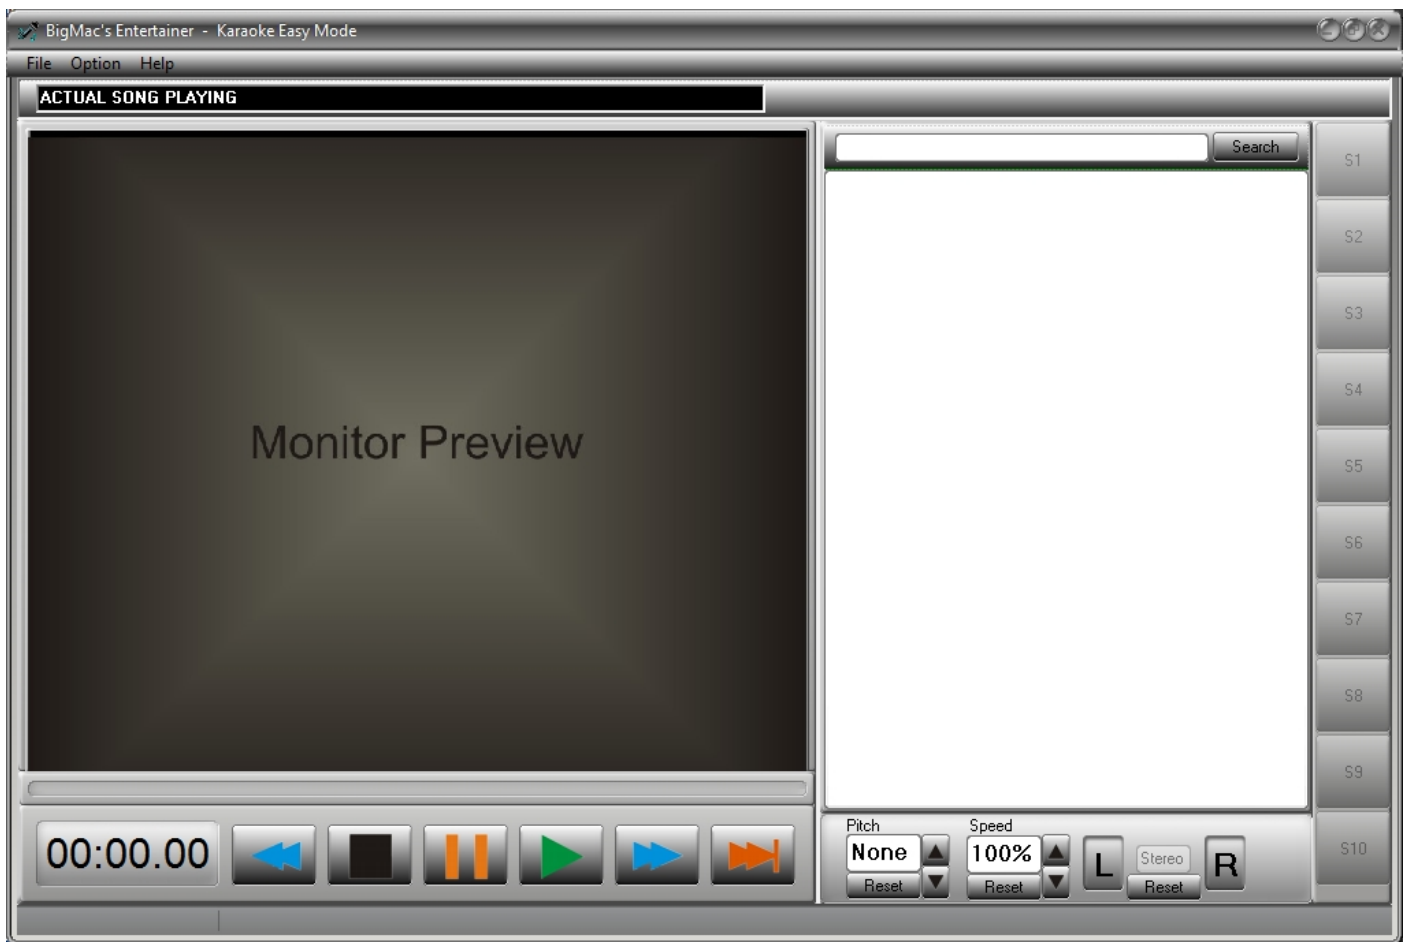 BigMac's Entertainer - Karaoke Easy Mode
File Option Help
ACTUAL SONG PLAYING
Search
Monitor Preview
S1
S2
S3
S4
S5
S6
S7
S8
S9
S10
00:00.00
Pitch Speed
None 100% L Stereo R
Reset Reset Reset